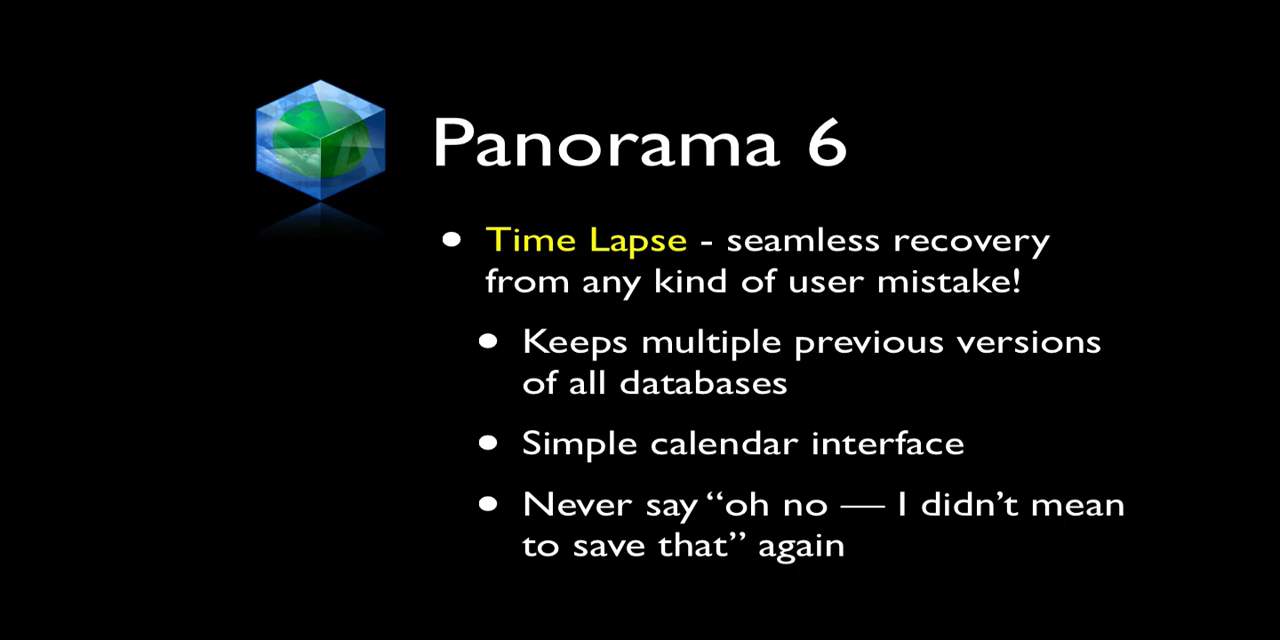 Panorama 6
• Time Lapse - seamless recovery
from any kind of user mistake!
• Keeps multiple previous versions
of all databases
• Simple calendar interface
• Never say “oh no — I didn’t mean
to save that” again